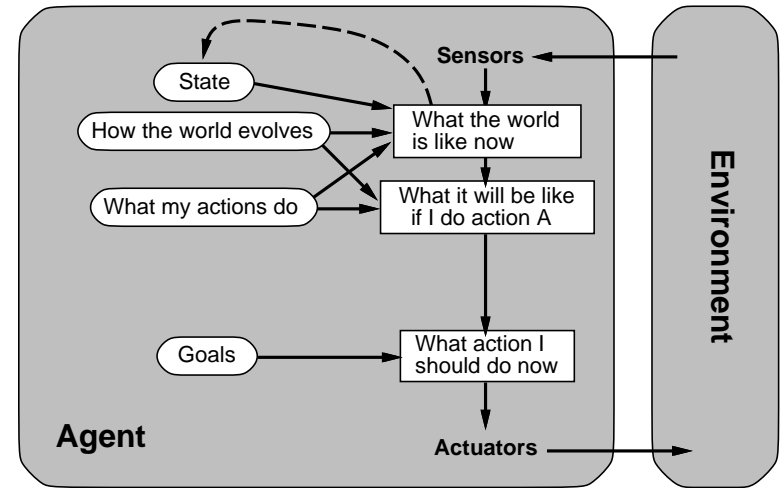 Sensors
State
What the world
is like now
How the world evolves
What it will be like
if I do action A
What my actions do
What action I
should do now
Goals
Agent
Actuators
Environment